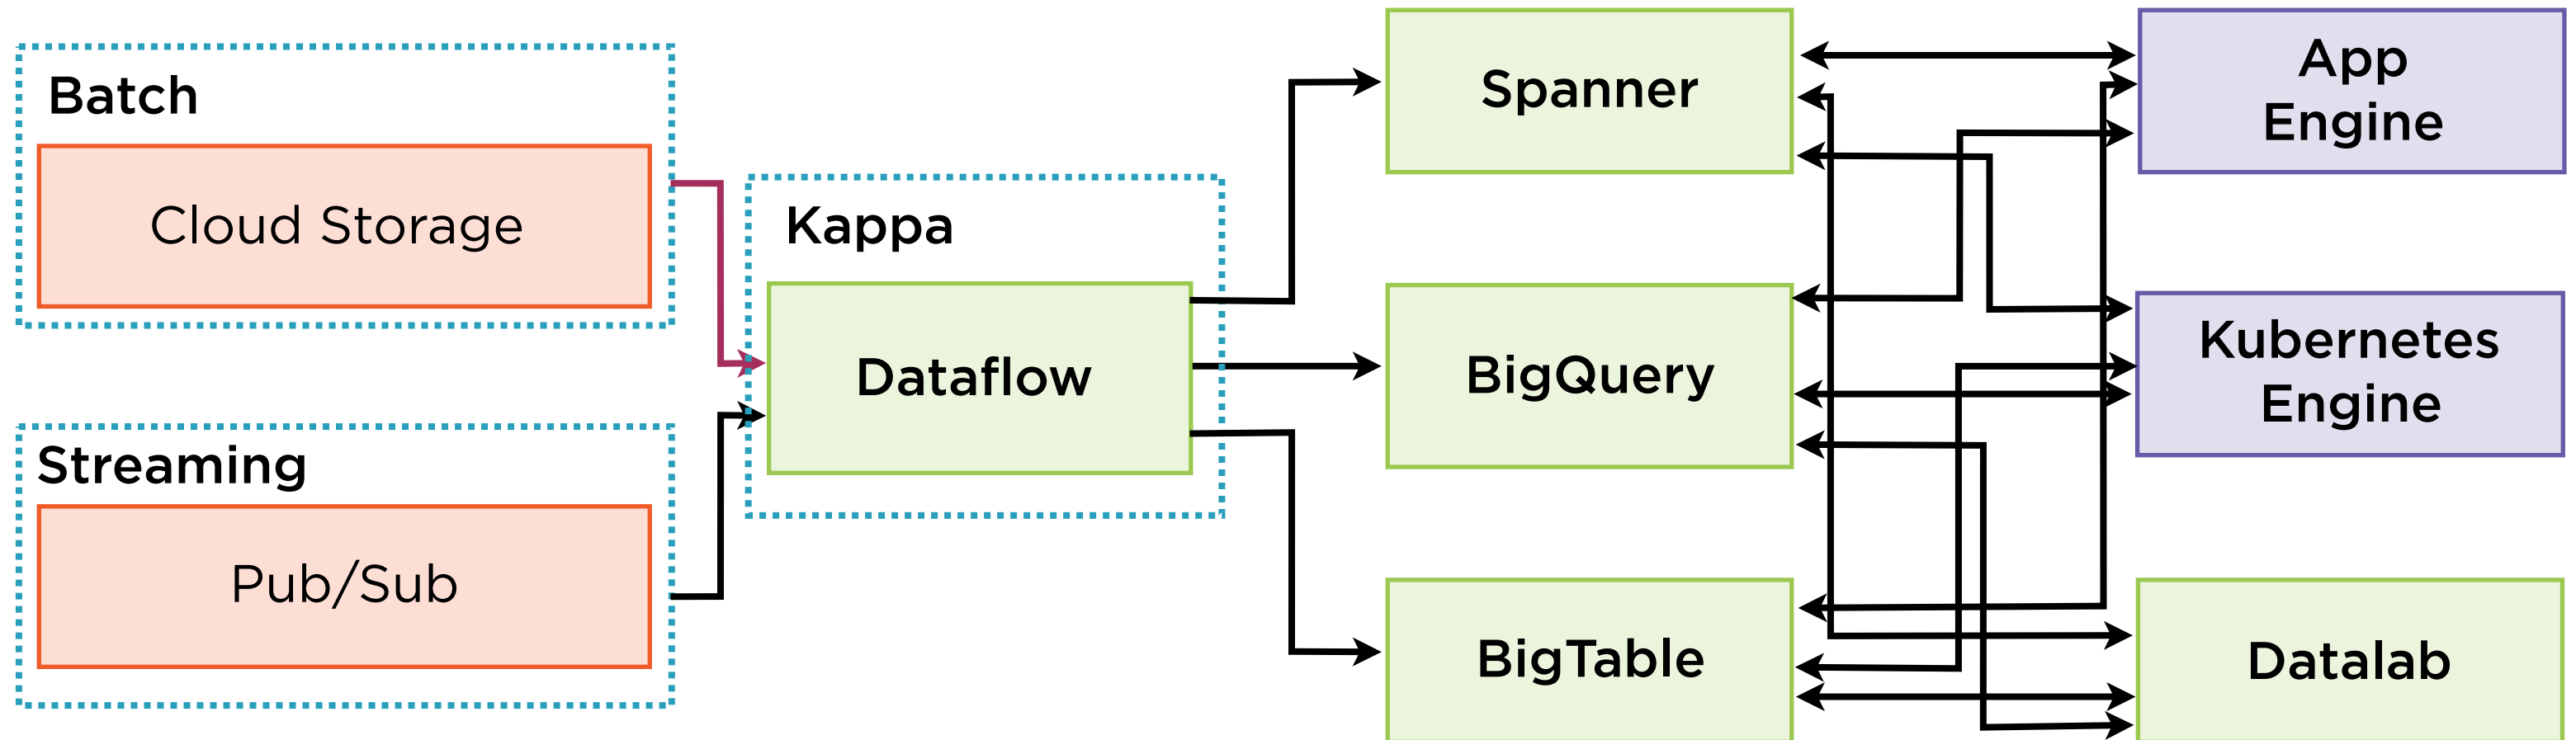 Batch
Cloud Storage
Streaming
Pub/Sub
Kappa
Dataflow
Spanner
BigQuery
BigTable
App
Engine
Kubernetes
Engine
Datalab